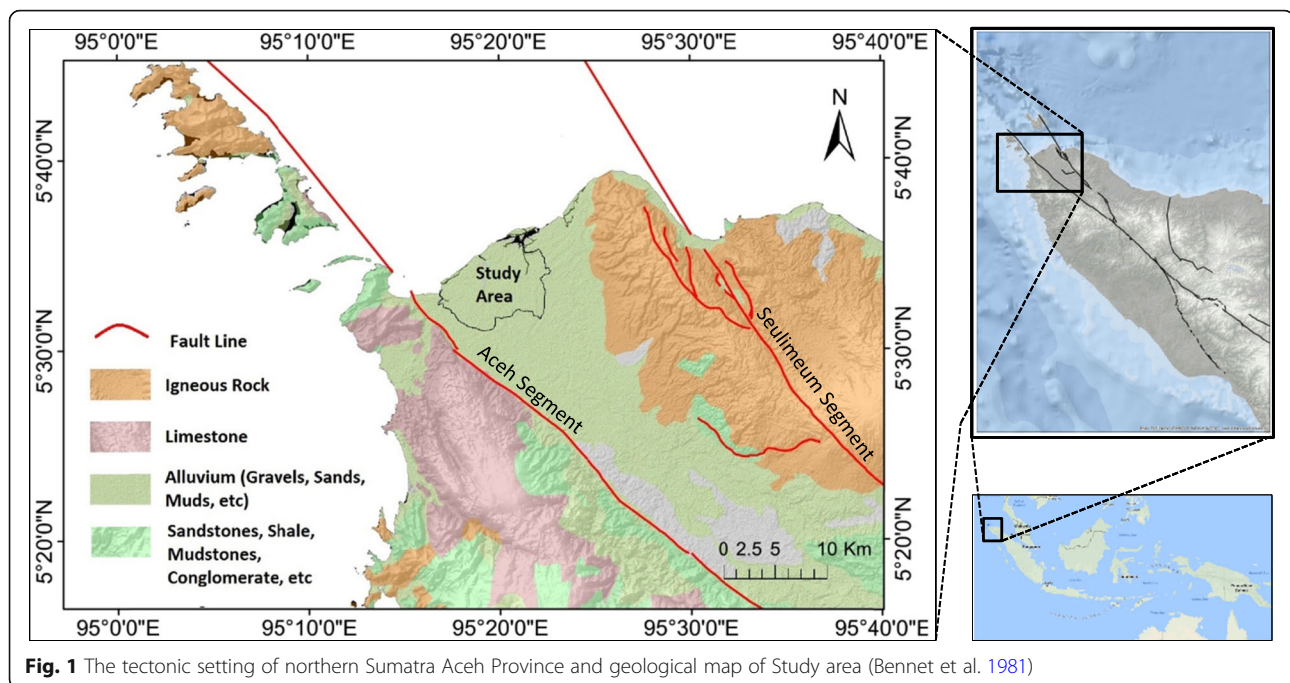 95°0'0"E 95°10'0"E 95°20'0"E 95°30'0"E 95°40'0"E
5°40'0"N
5°40'0"N
N
Study
Area
Fault Line
5°30'0"N
5°30'0"N
Aceh Segment
Seulimeum Segment
Igneous Rock
Limestone
Alluvium (Gravels, Sands,
Muds, etc)
Sandstones, Shale,
Mudstones,
Conglomerate, etc
5°20'0"N
5°20'0"N
0 2.5 5 10 Km
95°0'0"E 95°10'0"E 95°20'0"E 95°30'0"E 95°40'0"E
Fig. 1 The tectonic setting of northern Sumatra Aceh Province and geological map of Study area (Bennet et al. 1981)